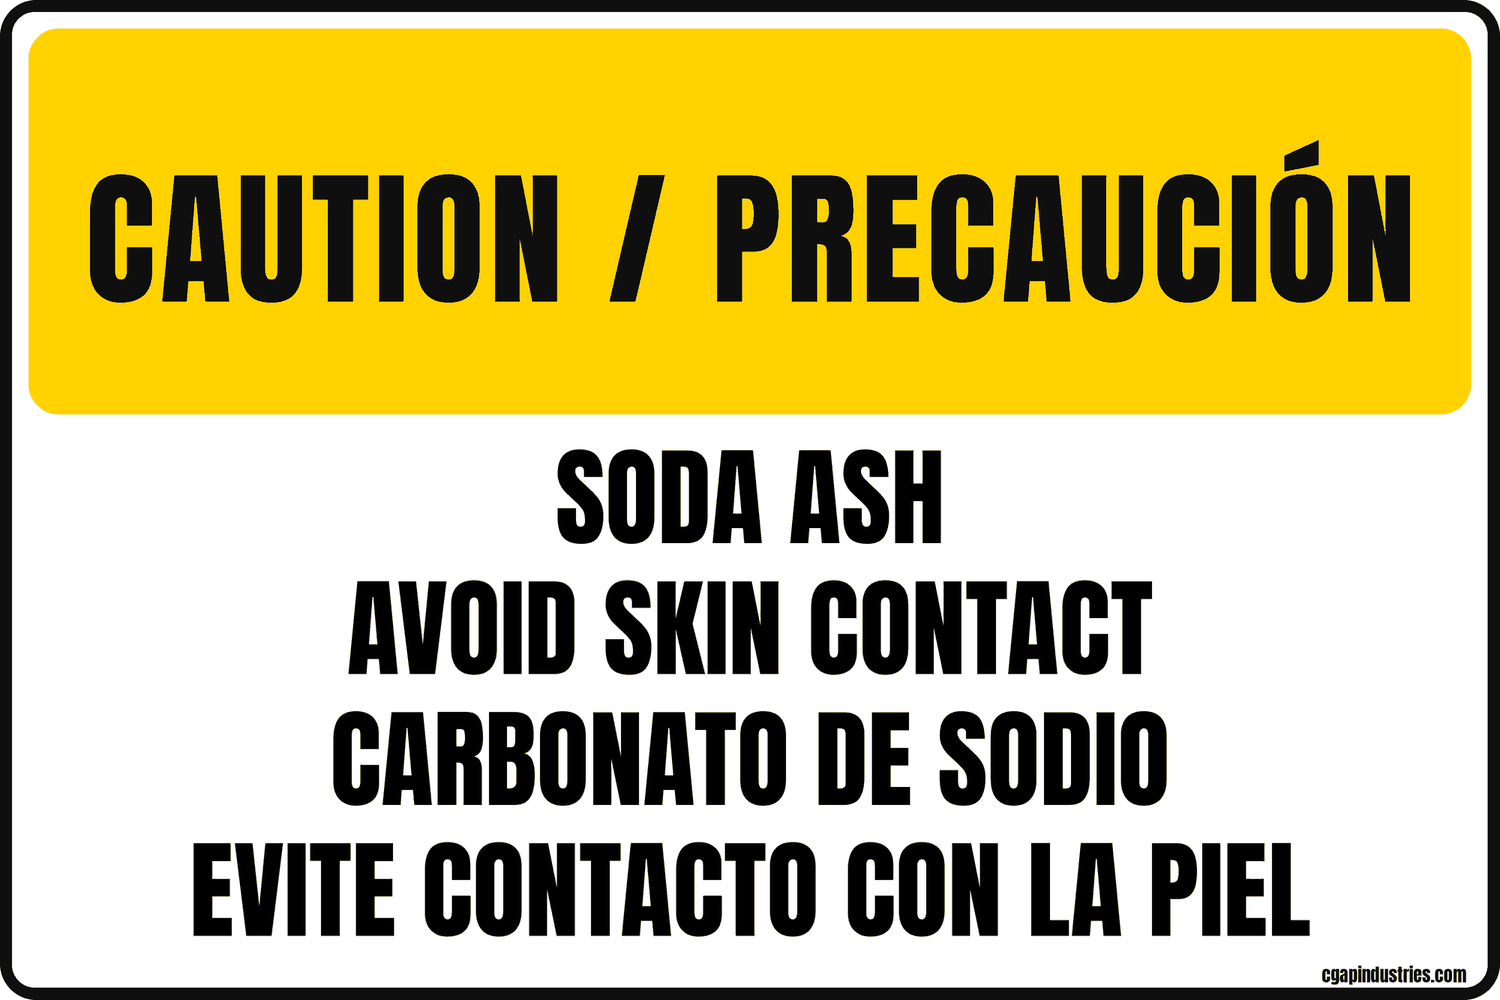 CAUTION / PRECAUCIÓN
SODA ASH
AVOID SKIN CONTACT
CARBONATO DE SODIO
EVITE CONTACTO CON LA PIEL
cgapindustries.com